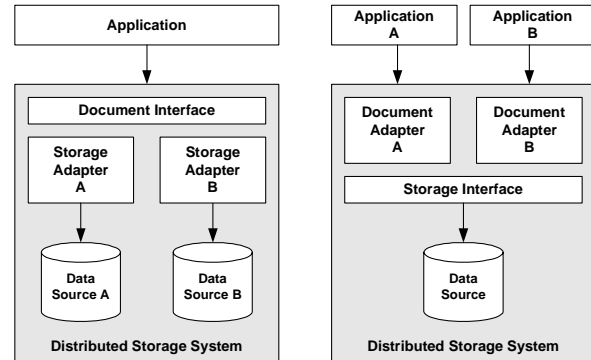 Application
Document Interface
Storage
Adapter
A
Storage
Adapter
B
Data
Source A
Data
Source B
Distributed Storage System
Application
A
Application
B
Document
Adapter
A
Document
Adapter
B
Storage Interface
Data
Source
Distributed Storage System